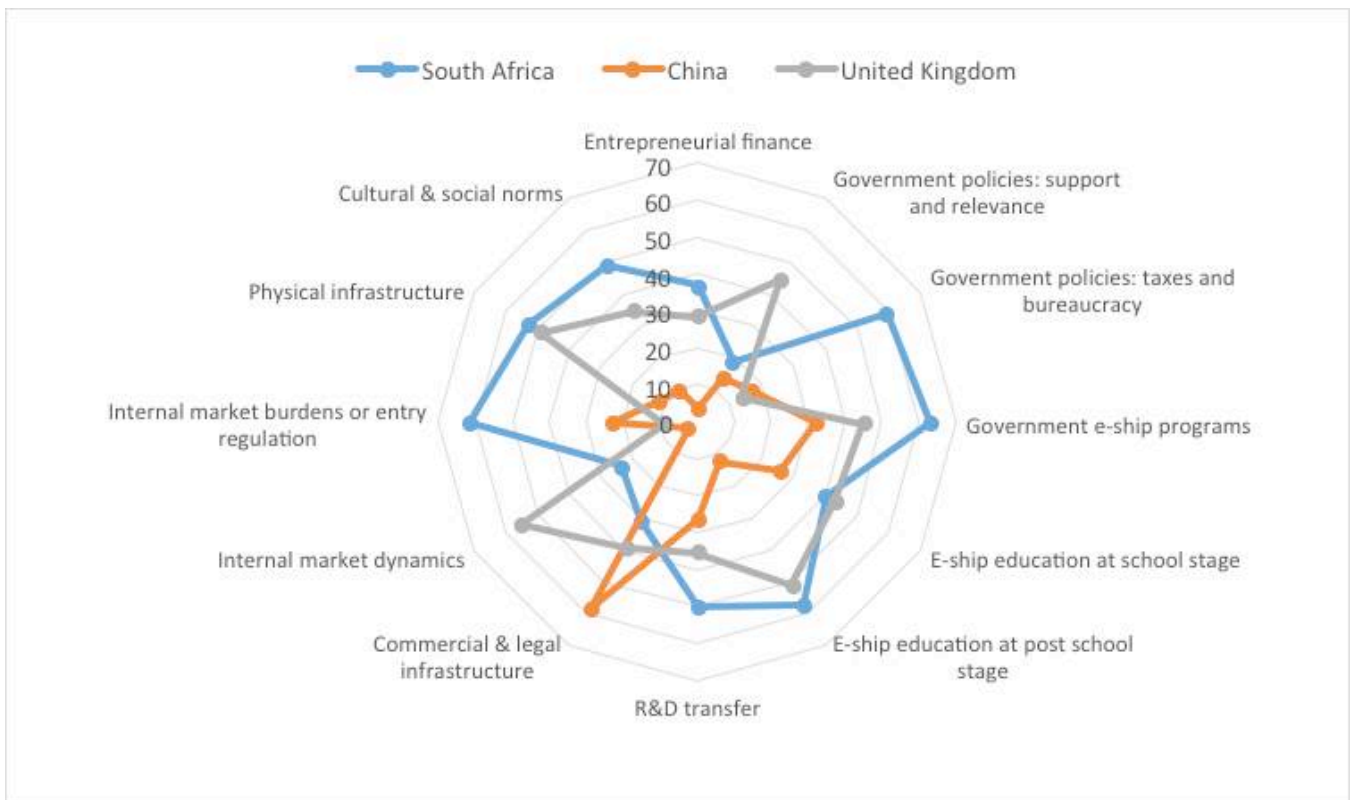 South Africa
China
United Kingdom
Entrepreneurial finance
Government policies: support
and relevance
Government policies: taxes and
bureaucracy
Government e-ship programs
E-ship education at school stage
E-ship education at post school
stage
R&D transfer
Commercial & legal
infrastructure
Internal market dynamics
Internal market burdens or entry
regulation
Physical infrastructure
Cultural & social norms
70
60
50
40
30
20
10
0